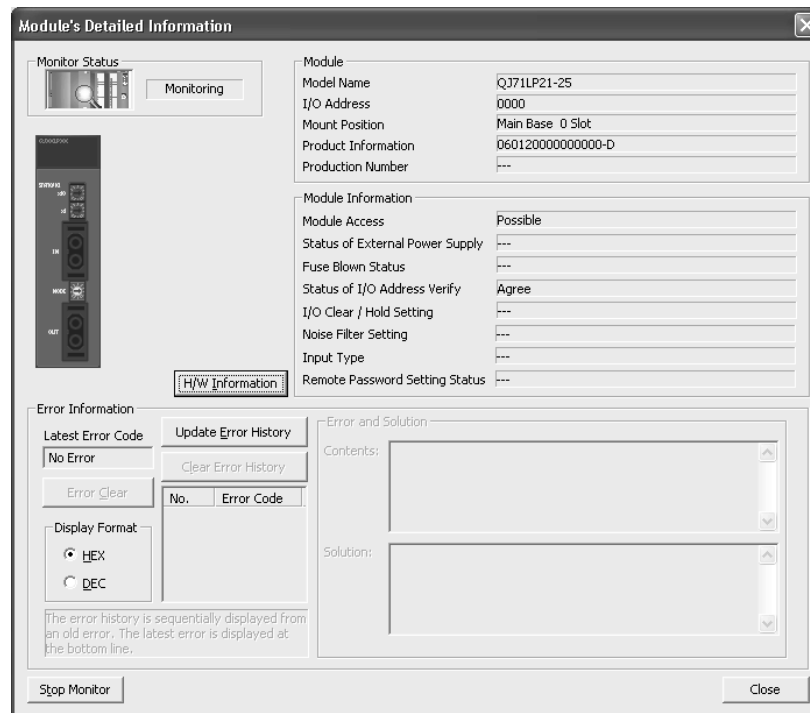 Module's Detailed Information
Monitor Status
Monitoring
Module
Model Name QJ71LP21-25
I/O Address 0000
Mount Position Main Base 0 Slot
Product Information 060120000000000-D
Production Number ---
Module Information
Module Access Possible
Status of External Power Supply ---
Fuse Blown Status ---
Status of I/O Address Verify Agree
I/O Clear / Hold Setting ---
Noise Filter Setting ---
Input Type ---
Remote Password Setting Status ---
IN
MODE
OUT
H/W Information
Error Information
Latest Error Code
No Error
Error Clear
Update Error History
Clear Error History
No. Error Code
Display Format
HEX
DEC
The error history is sequentially displayed from
an old error. The latest error is displayed at
the bottom line.
Error and Solution
Contents:
Solution:
Stop Monitor
Close